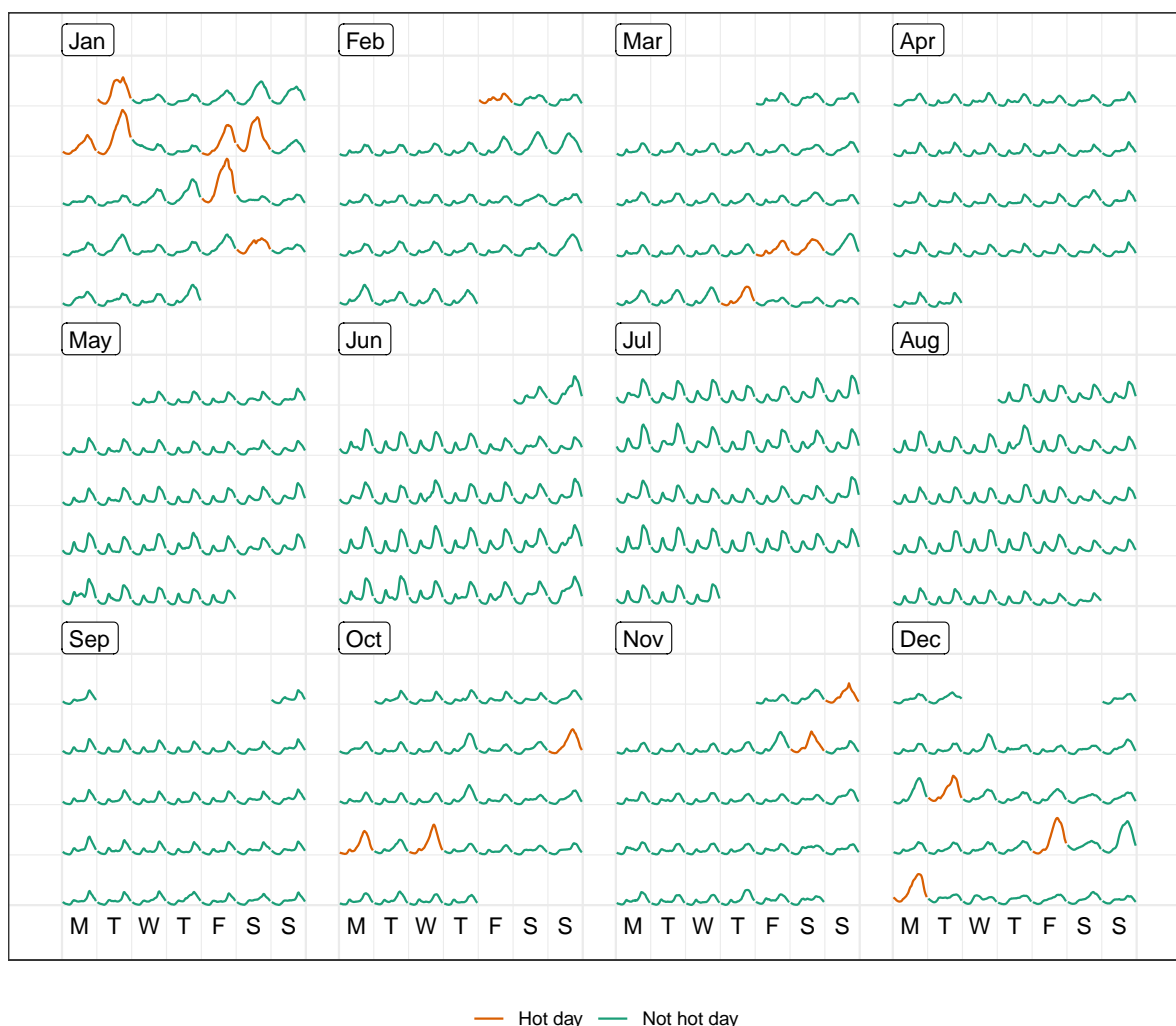 Jan Feb Mar Apr
May Jun Jul Aug
Sep Oct Nov Dec
M T W T F S S M T W T F S S M T W T F S S M T W T F S S
Hot day Not hot day